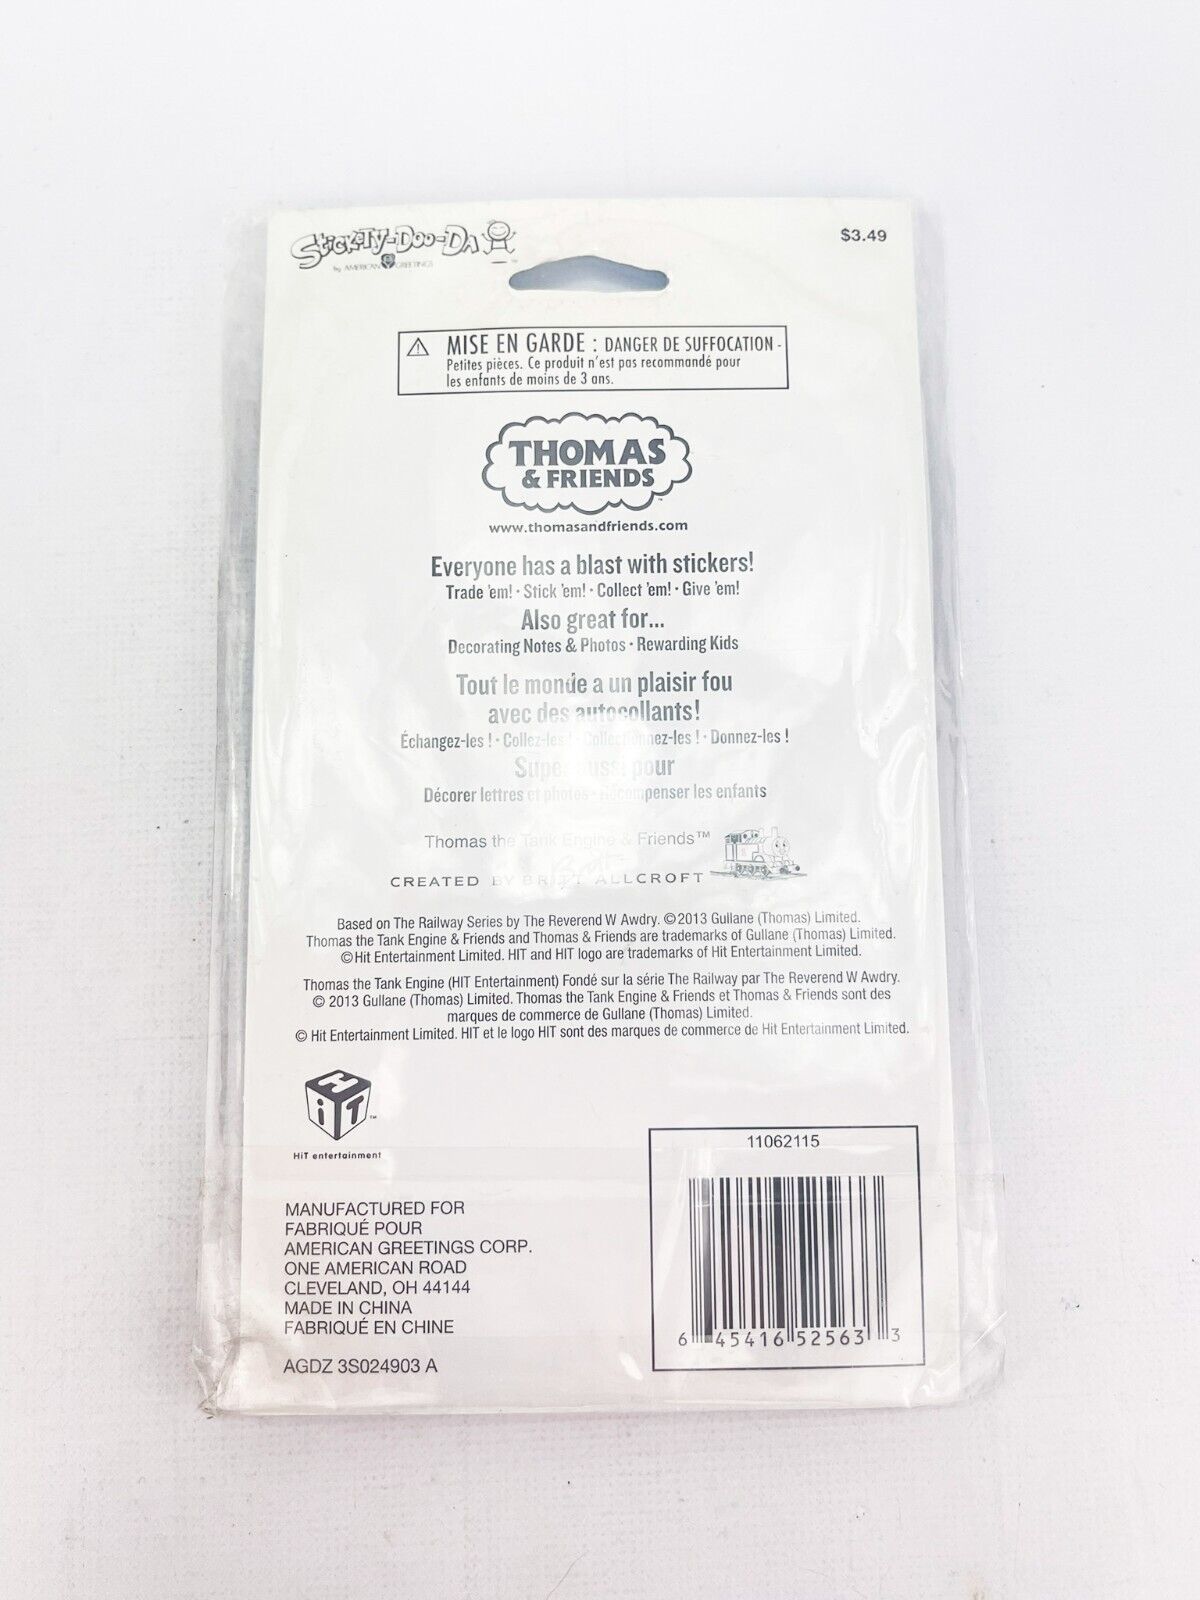 STICKETY-DOO-DA
by AMERICAN GREETINGS
$3.49
MISE EN GARDE : DANGER DE SUFFOCATION -
Petites pièces. Ce produit n'est pas recommandé pour
les enfants de moins de 3 ans.
THOMAS
& FRIENDS
www.thomasandfriends.com
Everyone has a blast with stickers!
Trade 'em! • Stick 'em! • Collect 'em! • Give 'em!
Also great for...
Decorating Notes & Photos • Rewarding Kids
Tout le monde a un plaisir fou
avec des autocollants!
Échangez-les ! • Collez-les ! • Collectionnez-les ! • Donnez-les !
Super aussi pour
Décorer lettres et photos • Récompenser les enfants
Thomas the Tank Engine & Friends™
CREATED BY BRITT ALLCROFT
Based on The Railway Series by The Reverend W Awdry. ©2013 Gullane (Thomas) Limited.
Thomas the Tank Engine & Friends and Thomas & Friends are trademarks of Gullane (Thomas) Limited.
©Hit Entertainment Limited. HIT and HIT logo are trademarks of Hit Entertainment Limited.
Thomas the Tank Engine (HIT Entertainment) Fondé sur la série The Railway par The Reverend W Awdry.
© 2013 Gullane (Thomas) Limited. Thomas the Tank Engine & Friends et Thomas & Friends sont des
marques de commerce de Gullane (Thomas) Limited.
© Hit Entertainment Limited. HIT et le logo HIT sont des marques de commerce de Hit Entertainment Limited.
HiT™
HiT entertainment
MANUFACTURED FOR
FABRIQUÉ POUR
AMERICAN GREETINGS CORP.
ONE AMERICAN ROAD
CLEVELAND, OH 44144
MADE IN CHINA
FABRIQUÉ EN CHINE
AGDZ 3S024903 A
11062115
6 45416 52563 3